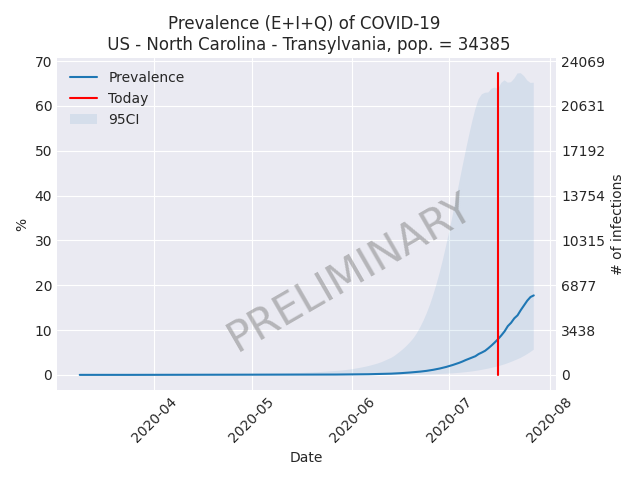 Prevalence (E+I+Q) of COVID-19
US - North Carolina - Transylvania, pop. = 34385
70 24069
60 20631
50 17192
40 13754
30 10315
20 6877
10 3438
0 0
%
# of infections
Prevalence
Today
95CI
PRELIMINARY
2020-04 2020-05 2020-06 2020-07 2020-08
Date